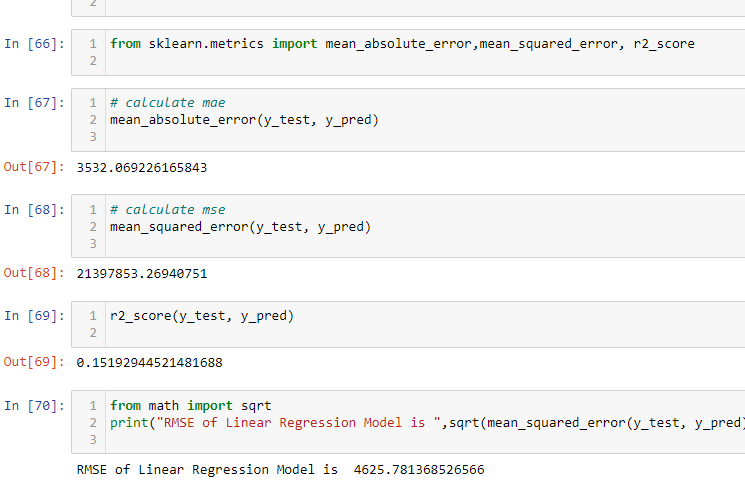 2
In [66]:
1 from sklearn.metrics import mean_absolute_error,mean_squared_error, r2_score
2
In [67]:
1 # calculate mae
2 mean_absolute_error(y_test, y_pred)
3
Out[67]: 3532.069226165843
In [68]:
1 # calculate mse
2 mean_squared_error(y_test, y_pred)
3
Out[68]: 21397853.26940751
In [69]:
1 r2_score(y_test, y_pred)
2
Out[69]: 0.15192944521481688
In [70]:
1 from math import sqrt
2 print("RMSE of Linear Regression Model is ",sqrt(mean_squared_error(y_test, y_pred)
3
RMSE of Linear Regression Model is  4625.781368526566